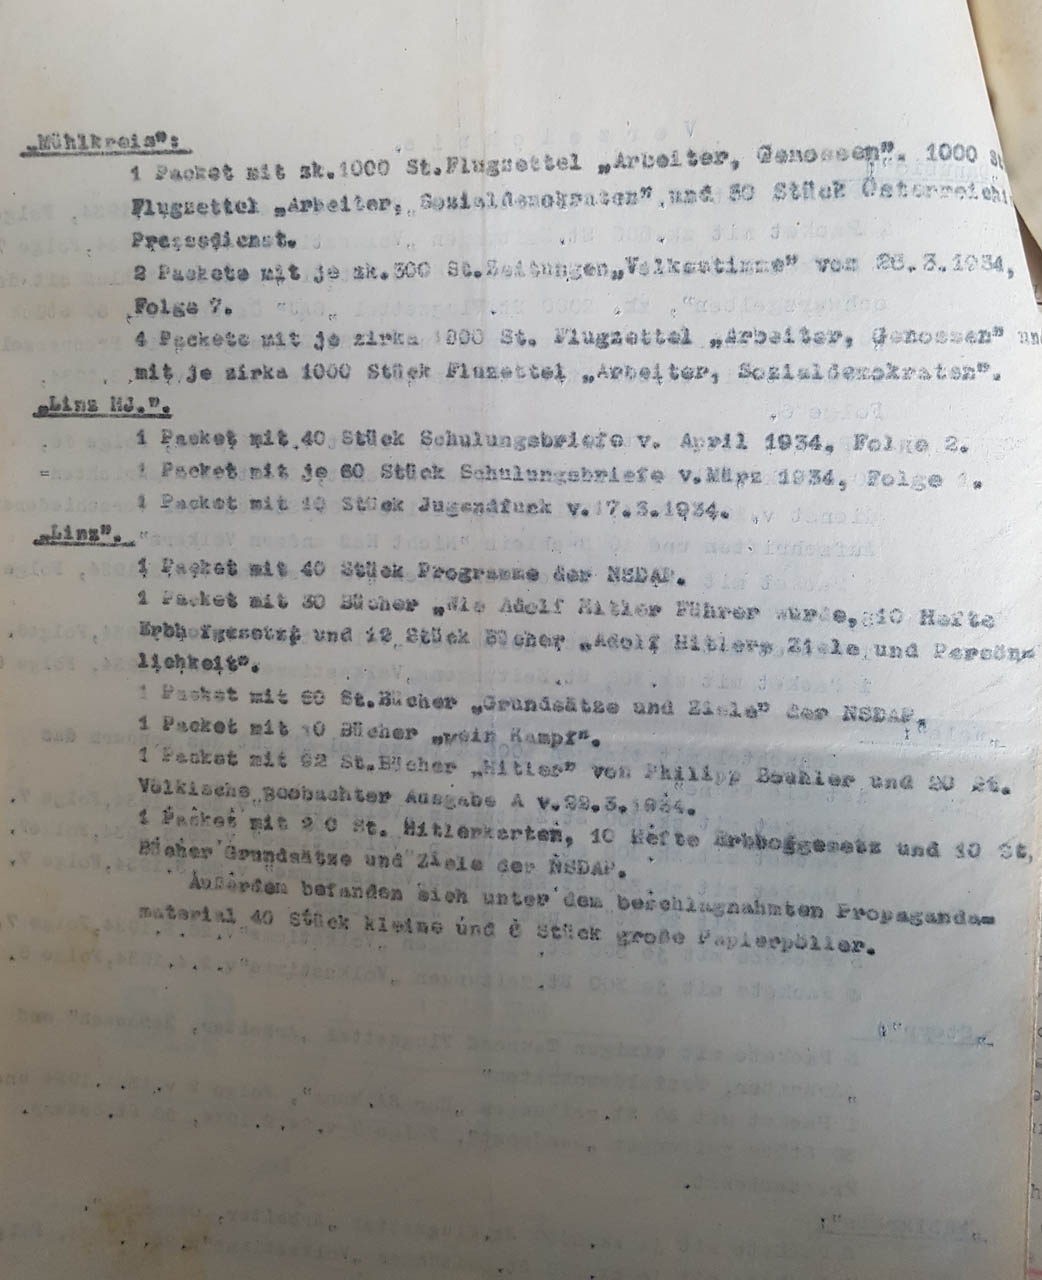 „Mühlkreis":
1 Packet mit zk.1000 St.Flugzettel „Arbeiter, Genossen". 1000 St
Flugzettel „Arbeiter, Sozialdemokraten" und 50 Stück Österreichi
Pressdienst.
2 Packete mit je zk.300 St.Zeitungen„Volksstimme" vom 28.3.1934,
Folge 7.
4 Packete mit je zirka 1000 St. Flugzettel „Arbeiter, Genossen" und
mit je zirka 1000 Stück Fluzettel „Arbeiter, Sozialdemokraten".
„Linz HJ.".
1 Packet mit 40 Stück Schulungsbriefe v. April 1934, Folge 2.
= 1 Packet mit je 60 Stück Schulungsbriefe v.März 1934, Folge 1.
1 Packet mit 10 Stück Jugendfunk v.17.3.1934.
„Linz".
1 Packet mit 40 Stück Programme der NSDAP.
1 Packet mit 30 Bücher „Wie Adolf Hitler Führer wurde, 10 Hefte
Erbhofgesetz und 12 Stück Bücher „Adolf Hitlers Ziele und Persön=
lichkeit".
1 Packet mit 60 St.Bücher „Grundsätze und Ziele" der NSDAP.
1 Packet mit 10 Bücher „mein Kampf".
1 Packet mit 92 St.Bücher „Hitler" von Philipp Bouhler und 20 St.
Völkische Beobachter Ausgabe A v.22.3.1934.
1 Packet mit 2 0 St. Hitlerkarten, 10 Hefte Erbhofgesetz und 10 St.
Bücher Grundsätze und Ziele der NSDAP.
Außerdem befanden sich unter dem beschlagnahmten Propaganda=
material 40 Stück kleine und 6 Stück große Papierpöller.